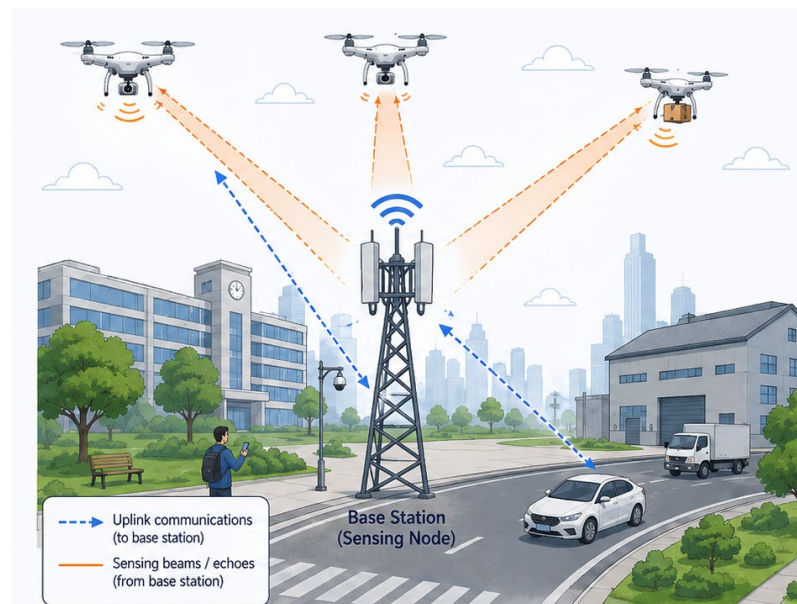 Base Station
(Sensing Node)
Uplink communications
(to base station)
Sensing beams / echoes
(from base station)